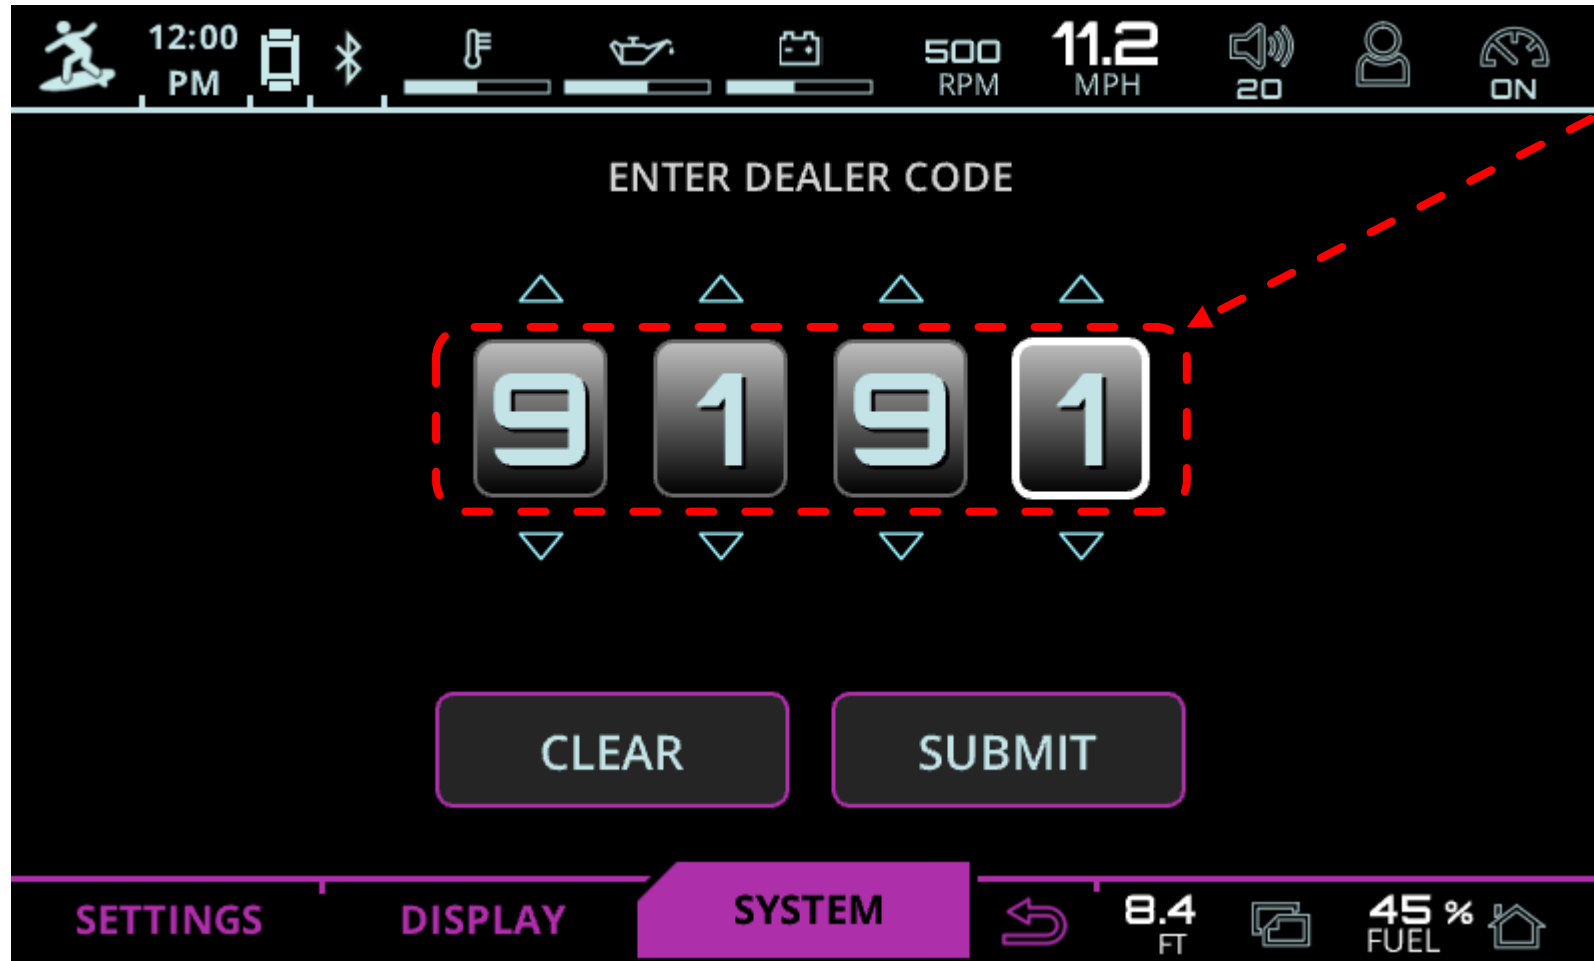 12:00
PM
500
RPM
11.2
MPH
20
ON
ENTER DEALER CODE
9 1 9 1
CLEAR SUBMIT
SETTINGS DISPLAY SYSTEM
8.4
FT
45 %
FUEL